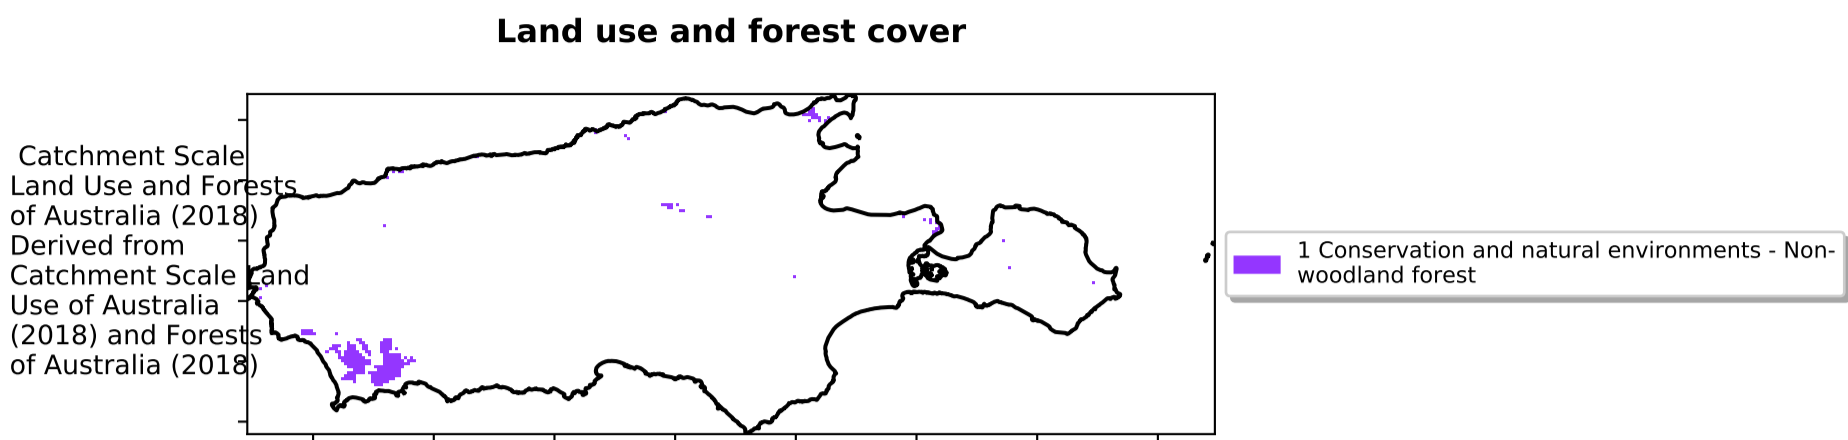 Land use and forest cover
Catchment Scale
Land Use and Forests
of Australia (2018)
Derived from
Catchment Scale Land
Use of Australia
(2018) and Forests
of Australia (2018)
1 Conservation and natural environments - Non-
woodland forest